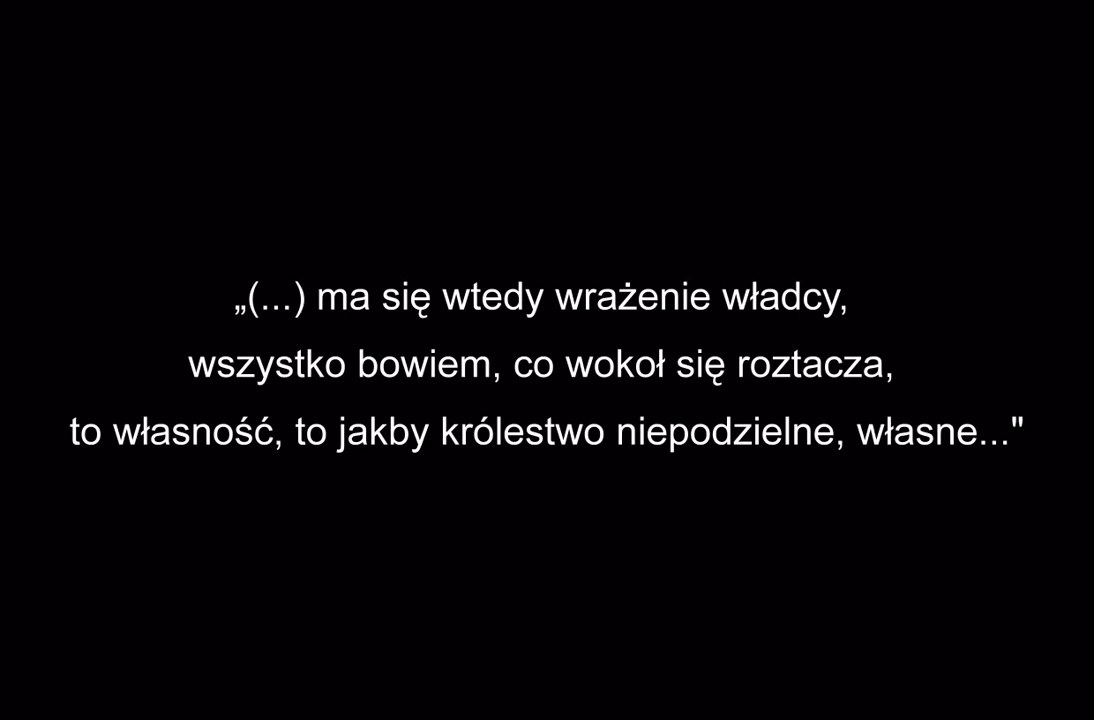 „(...) ma się wtedy wrażenie władcy,
wszystko bowiem, co wokoł się roztacza,
to własność, to jakby królestwo niepodzielne, własne..."